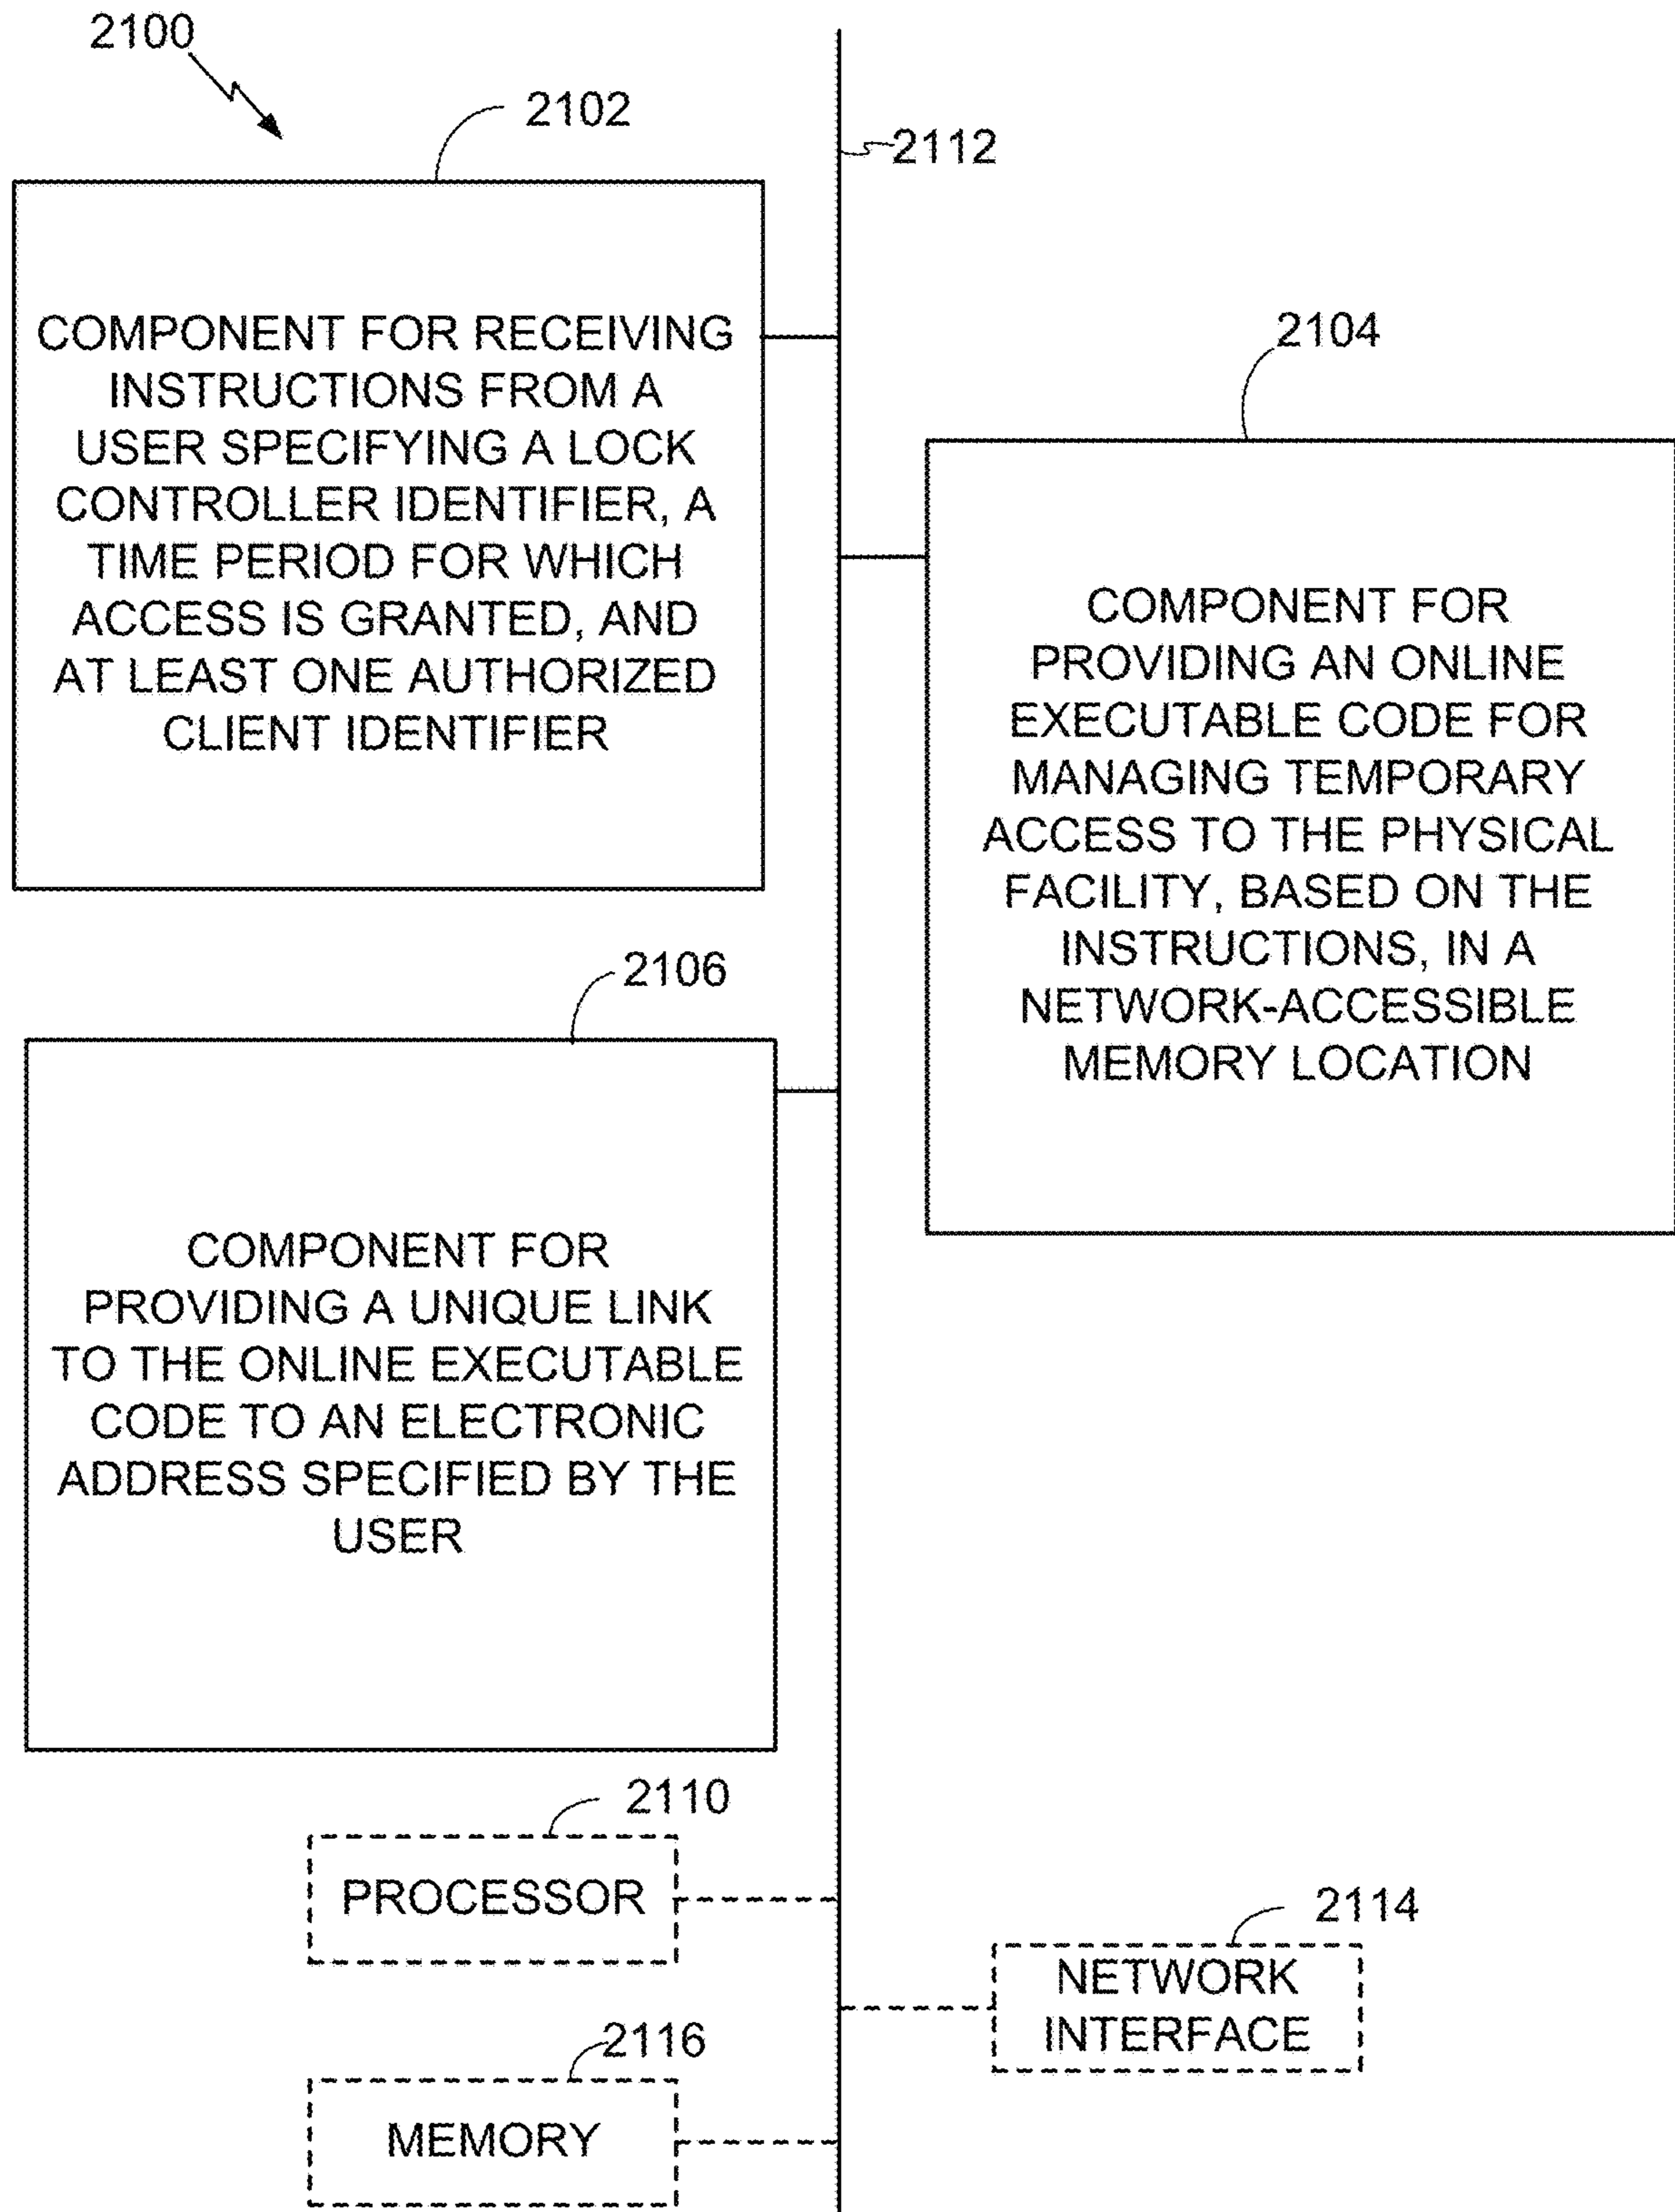 2100
2102
2112
COMPONENT FOR RECEIVING
INSTRUCTIONS FROM A
USER SPECIFYING A LOCK
CONTROLLER IDENTIFIER, A
TIME PERIOD FOR WHICH
ACCESS IS GRANTED, AND
AT LEAST ONE AUTHORIZED
CLIENT IDENTIFIER
2104
COMPONENT FOR
PROVIDING AN ONLINE
EXECUTABLE CODE FOR
MANAGING TEMPORARY
ACCESS TO THE PHYSICAL
FACILITY, BASED ON THE
INSTRUCTIONS, IN A
NETWORK-ACCESSIBLE
MEMORY LOCATION
2106
COMPONENT FOR
PROVIDING A UNIQUE LINK
TO THE ONLINE EXECUTABLE
CODE TO AN ELECTRONIC
ADDRESS SPECIFIED BY THE
USER
2110
PROCESSOR
2114
NETWORK
INTERFACE
2116
MEMORY